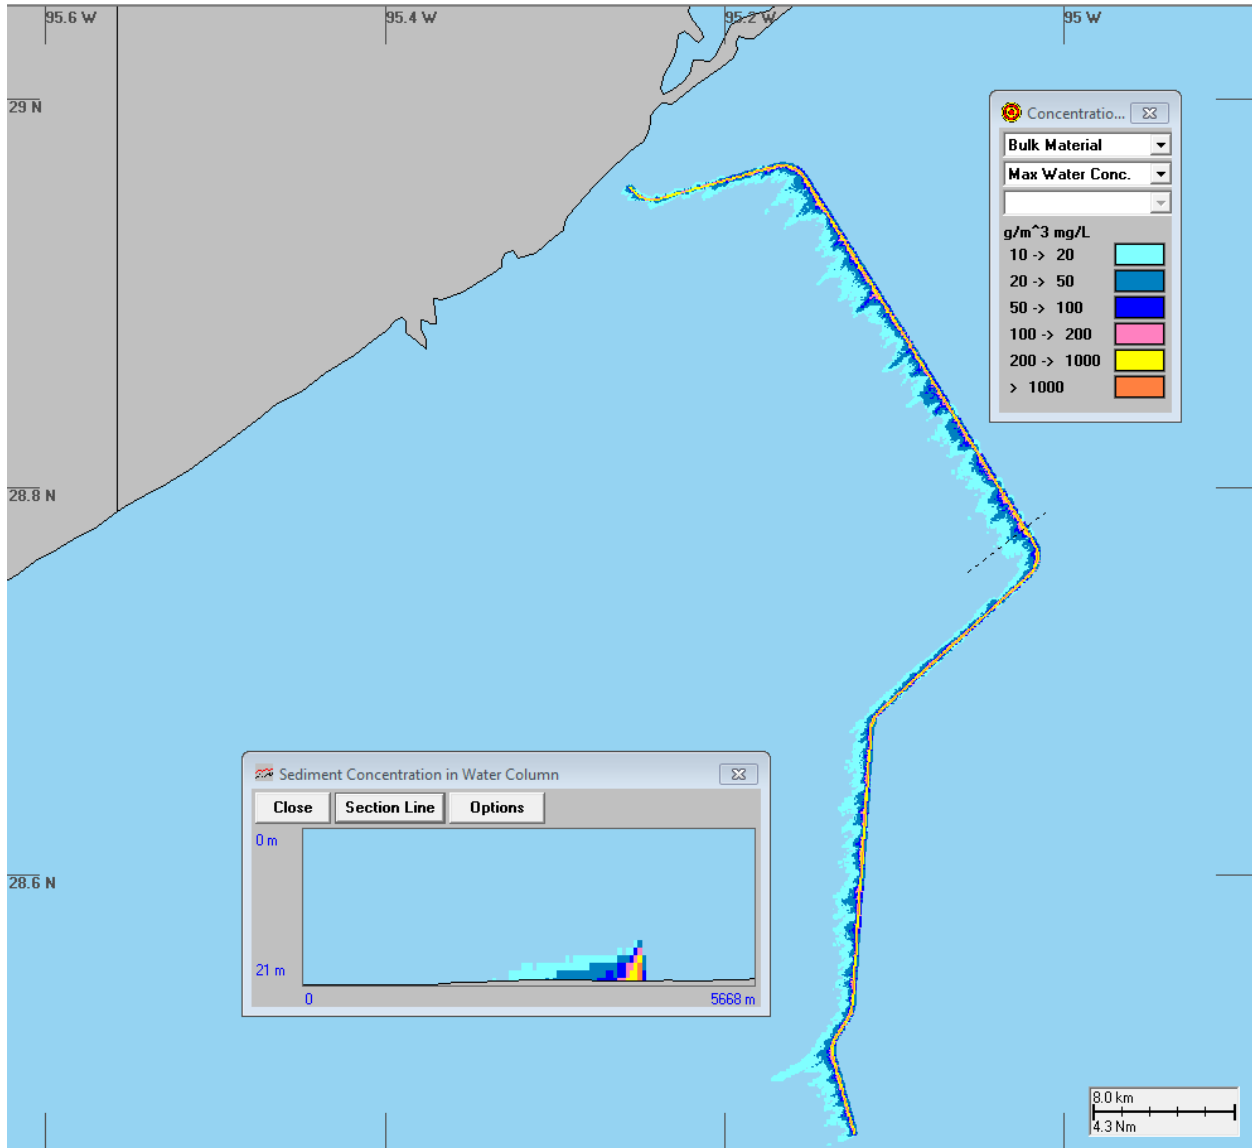 95.6 W
95.4 W
95.2 W
95 W
29 N
28.8 N
28.6 N
Concentratio...
Bulk Material
Max Water Conc.
g/m^3 mg/L
10 -> 20
20 -> 50
50 -> 100
100 -> 200
200 -> 1000
> 1000
Sediment Concentration in Water Column
Close Section Line Options
0 m
21 m
0 5668 m
8.0 km
4.3 Nm